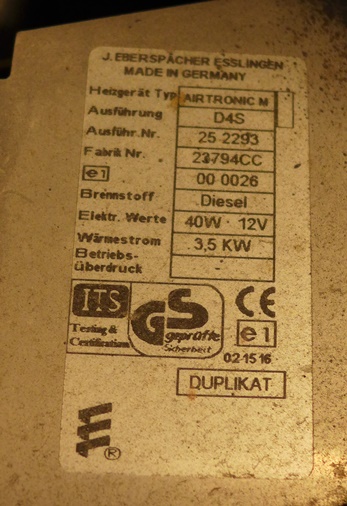 J. EBERSPÄCHER ESSLINGEN
MADE IN GERMANY
Heizgerät Typ AIRTRONIC M
Ausführung D4S
Ausführ. Nr. 25 2293
Fabrik Nr. 23794CC
e1 00 0026
Brennstoff Diesel
Elektr. Werte 40W · 12V
Wärmestrom 3,5 KW
Betriebs-
überdruck
ITS
Testing &
Certification
GS
geprüfte
Sicherheit
CE
e1
02 15 16
DUPLIKAT
®